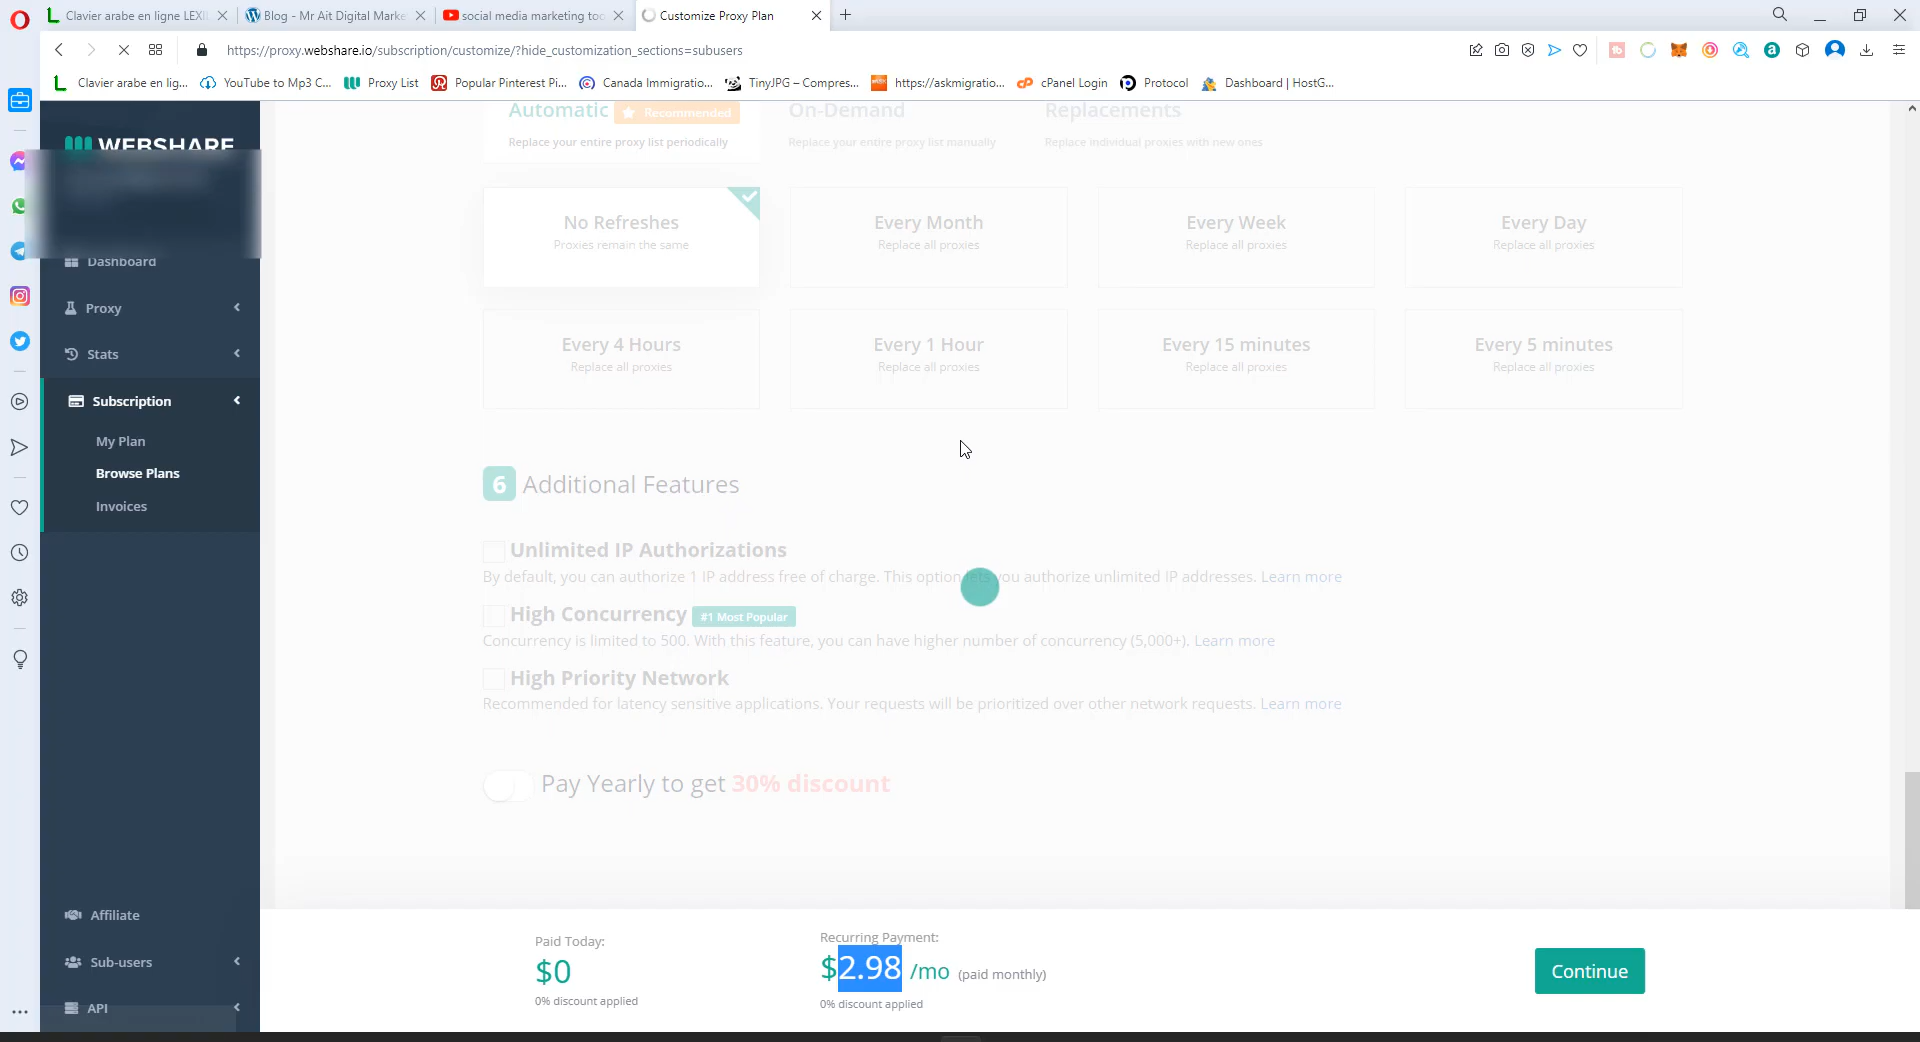 Clavier arabe en ligne LEXI
Blog - Mr Ait Digital Marke
social media marketing too
Customize Proxy Plan
https://proxy.webshare.io/subscription/customize/?hide_customization_sections=subusers
Clavier arabe en lig...
YouTube to Mp3 C...
Proxy List
Popular Pinterest Pi...
Canada Immigratio...
TinyJPG – Compres...
https://askmigratio...
cPanel Login
Protocol
Dashboard | HostG...
WEBSHARE
Dashboard
Proxy
Stats
Subscription
My Plan
Browse Plans
Invoices
Affiliate
Sub-users
API
Automatic
Recommended
Replace your entire proxy list periodically
On-Demand
Replace your entire proxy list manually
Replacements
Replace individual proxies with new ones
No Refreshes
Proxies remain the same
Every Month
Replace all proxies
Every Week
Replace all proxies
Every Day
Replace all proxies
Every 4 Hours
Replace all proxies
Every 1 Hour
Replace all proxies
Every 15 minutes
Replace all proxies
Every 5 minutes
Replace all proxies
6 Additional Features
Unlimited IP Authorizations
By default, you can authorize 1 IP address free of charge. This option lets you authorize unlimited IP addresses. Learn more
High Concurrency #1 Most Popular
Concurrency is limited to 500. With this feature, you can have higher number of concurrency (5,000+). Learn more
High Priority Network
Recommended for latency sensitive applications. Your requests will be prioritized over other network requests. Learn more
Pay Yearly to get 30% discount
Paid Today:
$0
0% discount applied
Recurring Payment:
$2.98 /mo (paid monthly)
0% discount applied
Continue